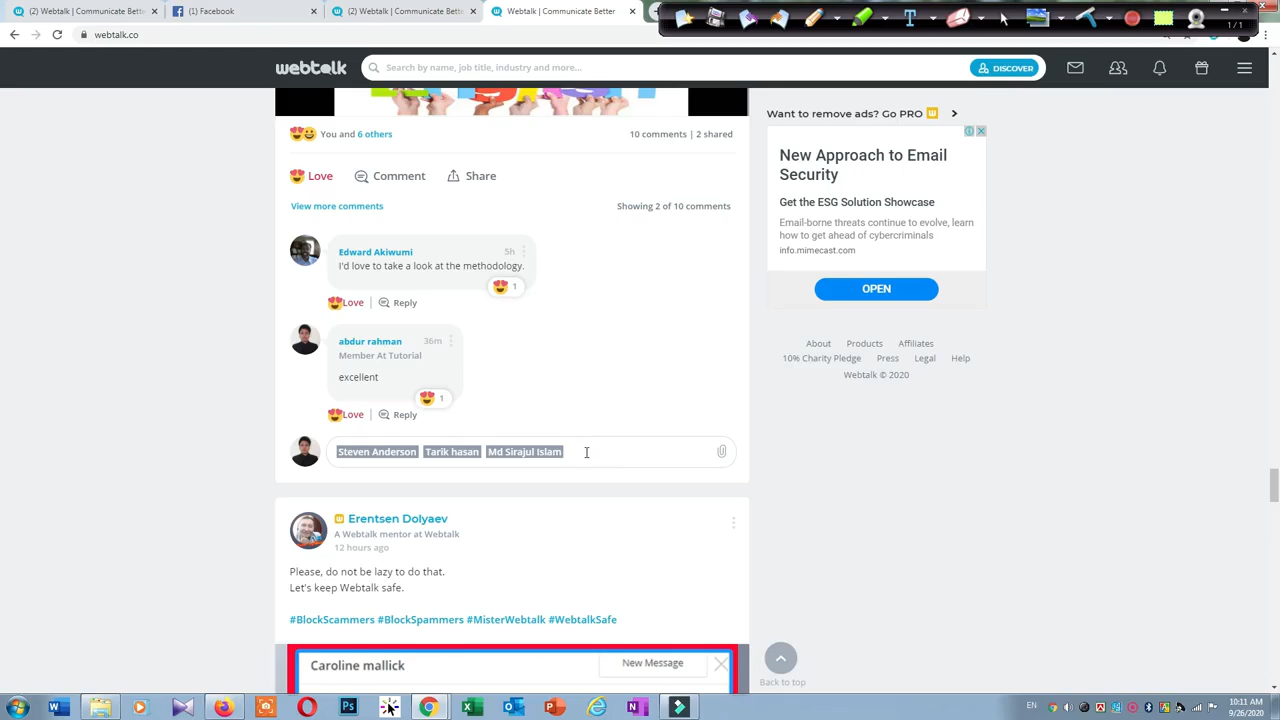 (2) Webtalk | Communicate Better
(1) Facebook
(2) Webtalk | Communicate Better
Webtalk | Communicate Better
1 / 1
webtalk.co
webtalk
Search by name, job title, industry and more...
DISCOVER
You and 6 others
10 comments | 2 shared
Love
Comment
Share
View more comments
Showing 2 of 10 comments
Edward Akiwumi
5h
I'd love to take a look at the methodology.
1
Love | Reply
abdur rahman
36m
Member At Tutorial
excellent
1
Love | Reply
Steven Anderson Tarik hasan Md Sirajul Islam
Erentsen Dolyaev
A Webtalk mentor at Webtalk
12 hours ago
Please, do not be lazy to do that.
Let's keep Webtalk safe.
#BlockScammers #BlockSpammers #MisterWebtalk #WebtalkSafe
Caroline mallick
New Message
Want to remove ads? Go PRO
New Approach to Email
Security
Get the ESG Solution Showcase
Email-borne threats continue to evolve, learn
how to get ahead of cybercriminals
info.mimecast.com
OPEN
About Products Affiliates
10% Charity Pledge Press Legal Help
Webtalk © 2020
Back to top
EN
10:11 AM
9/26/2020